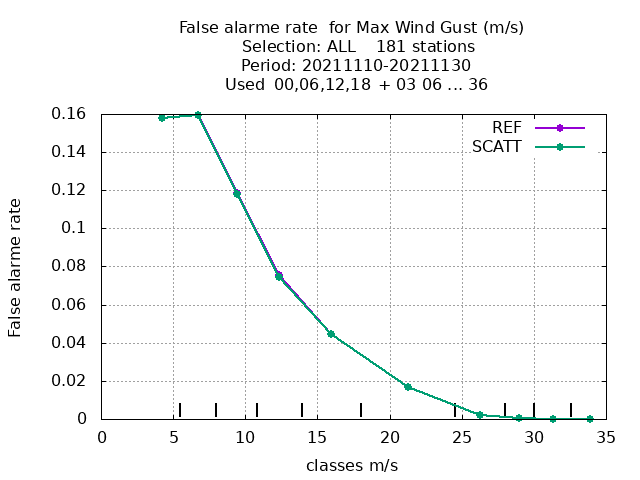 False alarme rate  for Max Wind Gust (m/s)
Selection: ALL    181 stations
Period: 20211110-20211130
Used  00,06,12,18  + 03 06 ... 36
REF
SCATT
False alarme rate
0.16
0.14
0.12
0.1
0.08
0.06
0.04
0.02
0
0 5 10 15 20 25 30 35
classes m/s